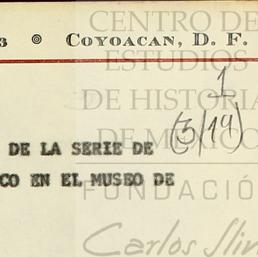 CENTRO DE
3 ⊙ COYOACAN, D. F.
ESTUDIOS
1
DE HISTORIA
(3/14)
DE MÉXICO
DE LA SERIE DE
CO EN EL MUSEO DE
FUNDACIÓN
Carlos Slim